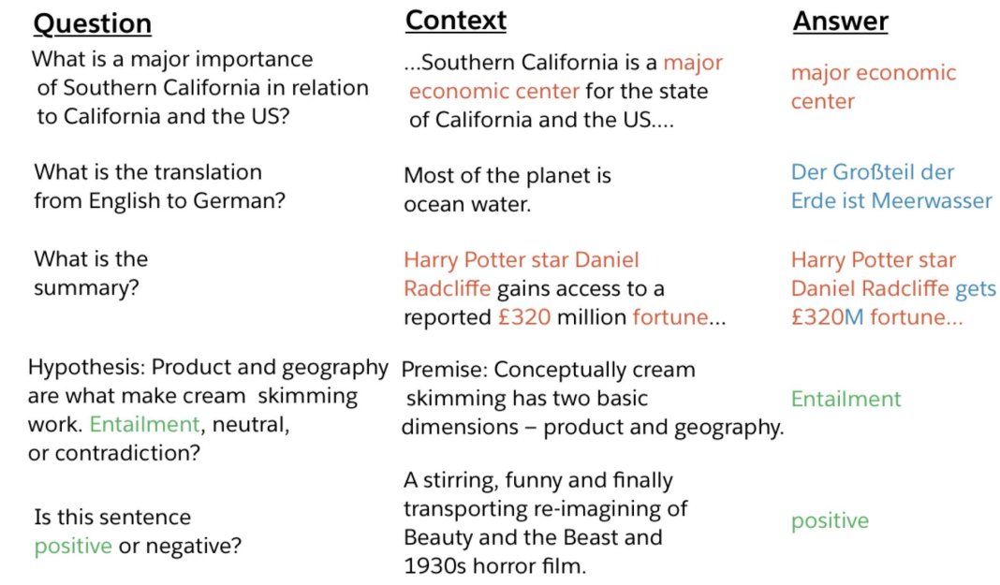 Question
Context
Answer
What is a major importance
of Southern California in relation
to California and the US?
...Southern California is a major
economic center for the state
of California and the US....
major economic
center
What is the translation
from English to German?
Most of the planet is
ocean water.
Der Großteil der
Erde ist Meerwasser
What is the
summary?
Harry Potter star Daniel
Radcliffe gains access to a
reported £320 million fortune...
Harry Potter star
Daniel Radcliffe gets
£320M fortune...
Hypothesis: Product and geography
are what make cream skimming
work. Entailment, neutral,
or contradiction?
Premise: Conceptually cream
skimming has two basic
dimensions – product and geography.
Entailment
Is this sentence
positive or negative?
A stirring, funny and finally
transporting re-imagining of
Beauty and the Beast and
1930s horror film.
positive